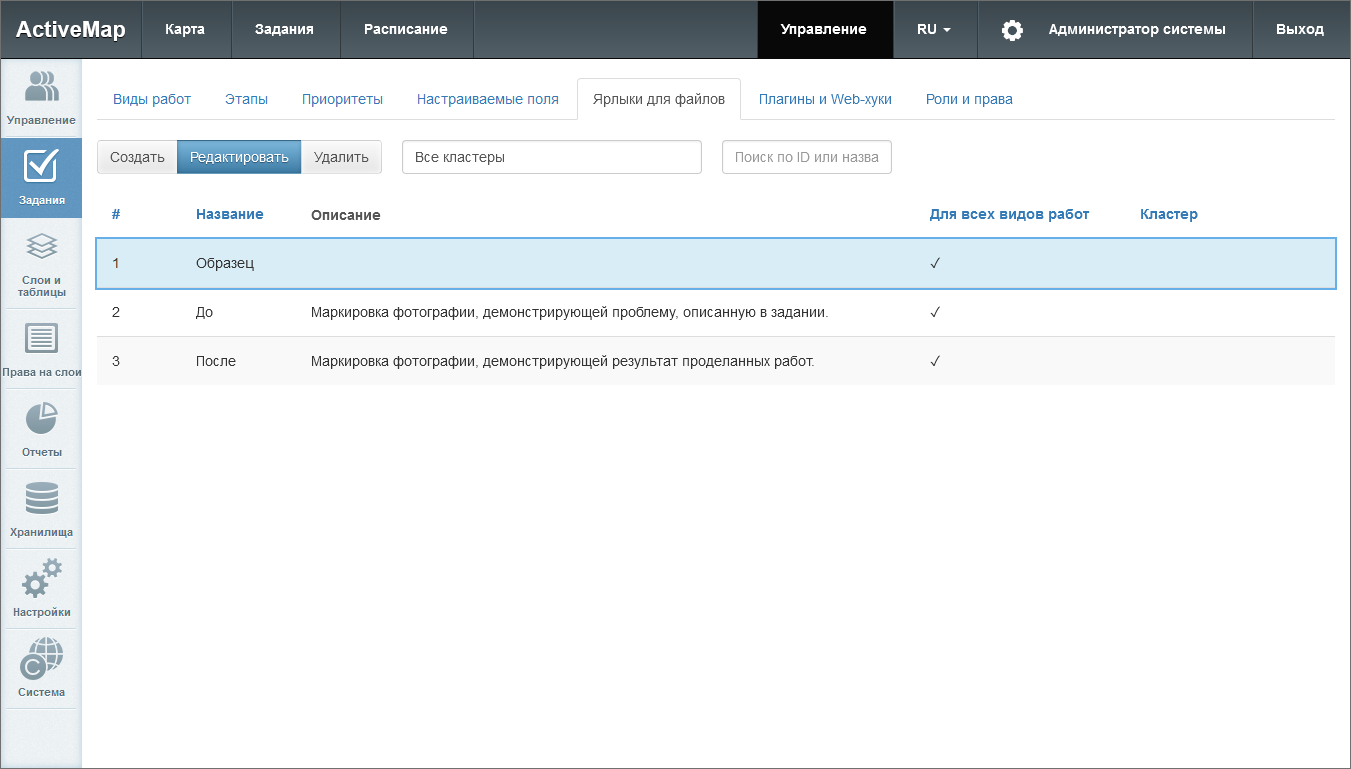 ActiveMap Карта Задания Расписание Управление RU Администратор системы Выход
Управление
Задания
Слои и
таблицы
Права на слои
Отчеты
Хранилища
Настройки
Система
Виды работ Этапы Приоритеты Настраиваемые поля Ярлыки для файлов Плагины и Web-хуки Роли и права
Создать Редактировать Удалить Все кластеры Поиск по ID или назва
# Название Описание Для всех видов работ Кластер
1 Образец ✓
2 До Маркировка фотографии, демонстрирующей проблему, описанную в задании. ✓
3 После Маркировка фотографии, демонстрирующей результат проделанных работ. ✓